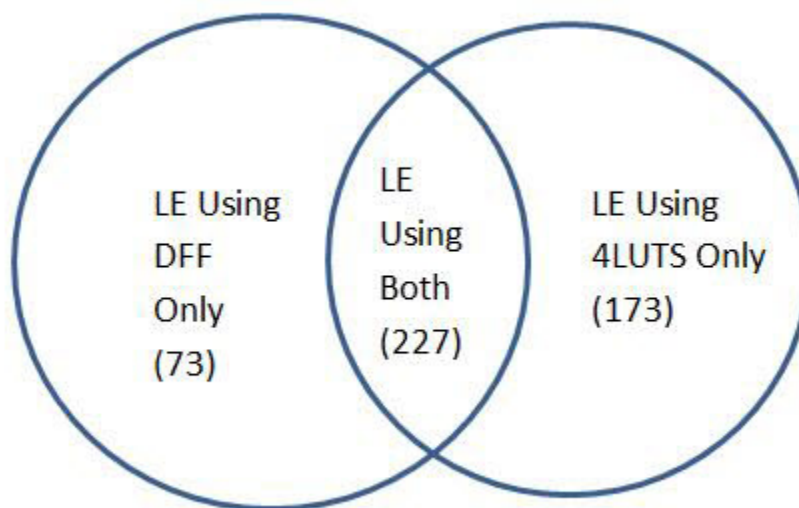 LE Using
DFF
Only
(73)
LE
Using
Both
(227)
LE Using
4LUTS Only
(173)